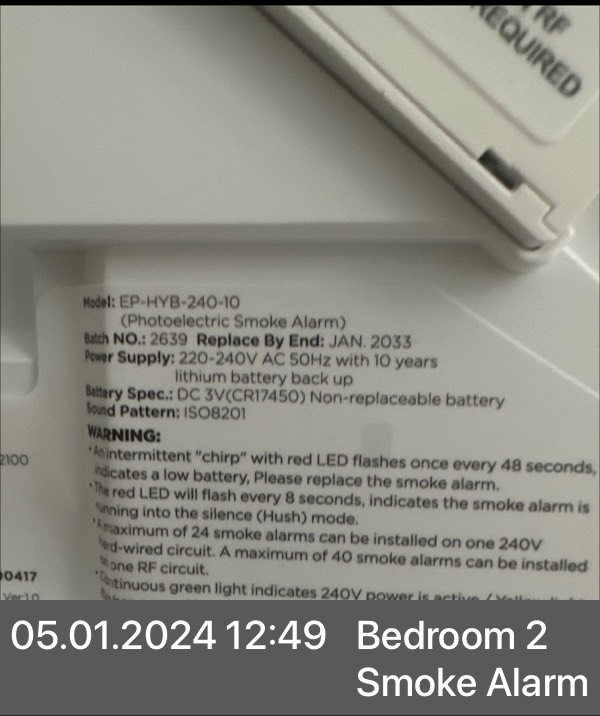 RF
REQUIRED
Model: EP-HYB-240-10
(Photoelectric Smoke Alarm)
Batch NO.: 2639 Replace By End: JAN. 2033
Power Supply: 220-240V AC 50Hz with 10 years
lithium battery back up
Battery Spec.: DC 3V(CR17450) Non-replaceable battery
Sound Pattern: ISO8201
WARNING:
•An intermittent "chirp" with red LED flashes once every 48 seconds,
indicates a low battery, Please replace the smoke alarm.
•The red LED will flash every 8 seconds, indicates the smoke alarm is
running into the silence (Hush) mode.
•A maximum of 24 smoke alarms can be installed on one 240V
hard-wired circuit. A maximum of 40 smoke alarms can be installed
on one RF circuit.
•Continuous green light indicates 240V power is active /
2100
00417
Ver1.0
05.01.2024 12:49 Bedroom 2
Smoke Alarm